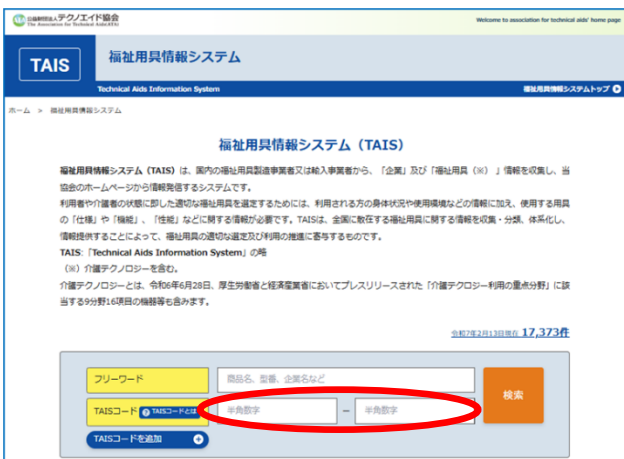 公益財団法人テクノエイド協会
The Association for Technical Aids(ATA)
Welcome to association for technical aids' home page
TAIS
福祉用具情報システム
Technical Aids Information System
福祉用具情報システムトップ
ホーム > 福祉用具情報システム
福祉用具情報システム（TAIS）
福祉用具情報システム（TAIS）は、国内の福祉用具製造事業者又は輸入事業者から、「企業」及び「福祉用具（※）」情報を収集し、当
協会のホームページから情報発信するシステムです。
利用者や介護者の状態に即した適切な福祉用具を選定するためには、利用される方の身体状況や使用環境などの情報に加え、使用する用具
の「仕様」や「機能」、「性能」などに関する情報が必要です。TAISは、全国に散在する福祉用具に関する情報を収集・分類、体系化し、
情報提供することによって、福祉用具の適切な選定及び利用の推進に寄与するものです。
TAIS:「Technical Aids Information System」の略
（※）介護テクノロジーを含む。
介護テクノロジーとは、令和6年6月28日、厚生労働省と経済産業省においてプレスリリースされた「介護テクロジー利用の重点分野」に該
当する9分野16項目の機器等も含みます。
令和7年2月13日現在 17,373件
フリーワード
商品名、型番、企業名など
検索
TAISコード ? TAISコードとは
半角数字 － 半角数字
TAISコードを追加 +